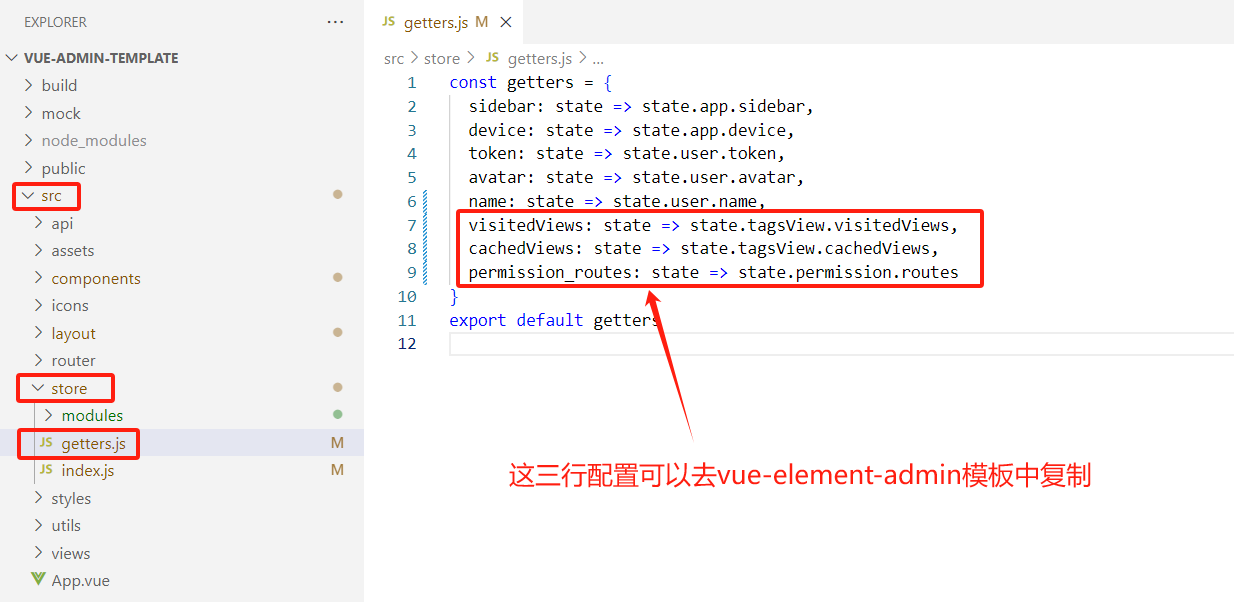 EXPLORER
···
VUE-ADMIN-TEMPLATE
build
mock
node_modules
public
src
api
assets
components
icons
layout
router
store
modules
JS getters.js M
JS index.js M
styles
utils
views
App.vue
JS getters.js M ×
src > store > JS getters.js > ...
1 const getters = {
2 sidebar: state => state.app.sidebar,
3 device: state => state.app.device,
4 token: state => state.user.token,
5 avatar: state => state.user.avatar,
6 name: state => state.user.name,
7 visitedViews: state => state.tagsView.visitedViews,
8 cachedViews: state => state.tagsView.cachedViews,
9 permission_routes: state => state.permission.routes
10 }
11 export default getters
12
这三行配置可以去vue-element-admin模板中复制